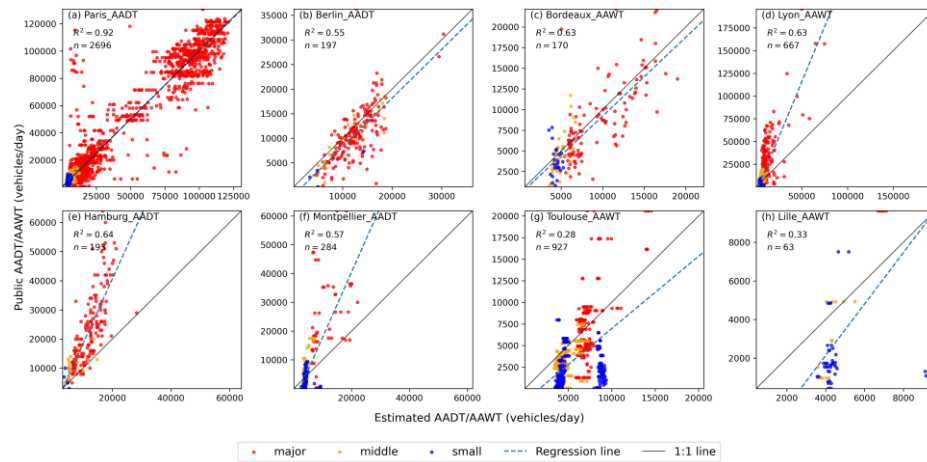 (a) Paris_AADT
R² = 0.92
n = 2696
120000
100000
80000
60000
40000
20000
25000 50000 75000 100000 125000
(b) Berlin_AADT
R² = 0.55
n = 197
35000
30000
25000
20000
15000
10000
5000
10000 20000 30000
(c) Bordeaux_AAWT
R² = 0.63
n = 170
22500
20000
17500
15000
12500
10000
7500
5000
2500
5000 10000 15000 20000
(d) Lyon_AAWT
R² = 0.63
n = 667
175000
150000
125000
100000
75000
50000
25000
50000 100000 150000
(e) Hamburg_AADT
R² = 0.64
n = 193
60000
50000
40000
30000
20000
10000
20000 40000 60000
(f) Montpellier_AADT
R² = 0.57
n = 284
60000
50000
40000
30000
20000
10000
20000 40000 60000
(g) Toulouse_AAWT
R² = 0.28
n = 927
20000
17500
15000
12500
10000
7500
5000
2500
5000 10000 15000 20000
(h) Lille_AAWT
R² = 0.33
n = 63
8000
6000
4000
2000
2000 4000 6000 8000
Public AADT/AAWT (vehicles/day)
Estimated AADT/AAWT (vehicles/day)
major middle small Regression line 1:1 line